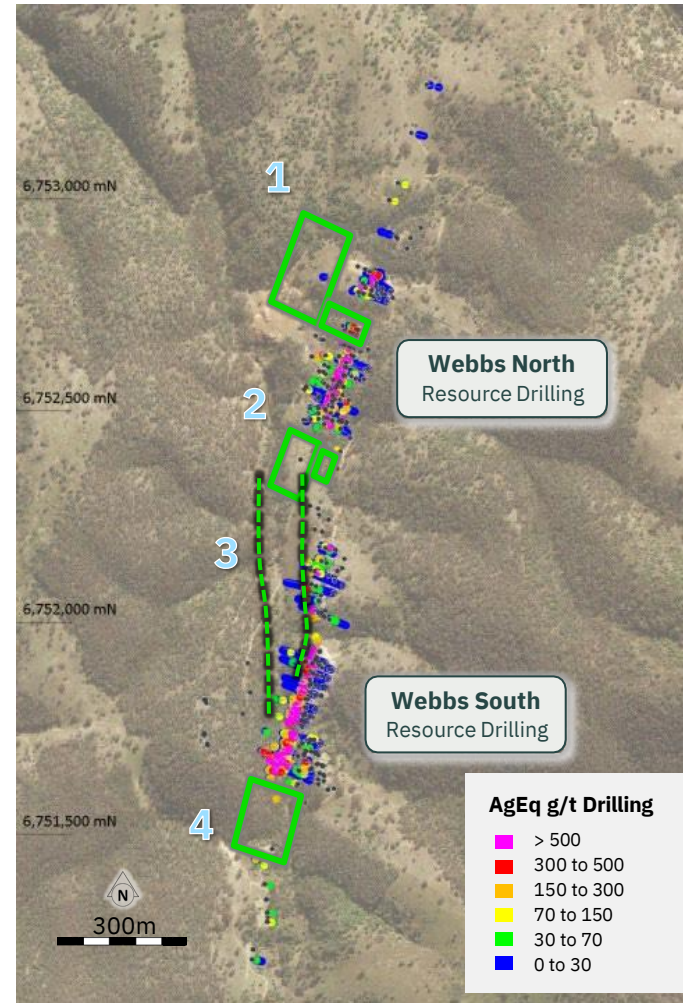 1
6,753,000 mN
Webbs North
Resource Drilling
2
6,752,500 mN
3
6,752,000 mN
Webbs South
Resource Drilling
4
6,751,500 mN
N
300m
AgEq g/t Drilling
> 500
300 to 500
150 to 300
70 to 150
30 to 70
0 to 30